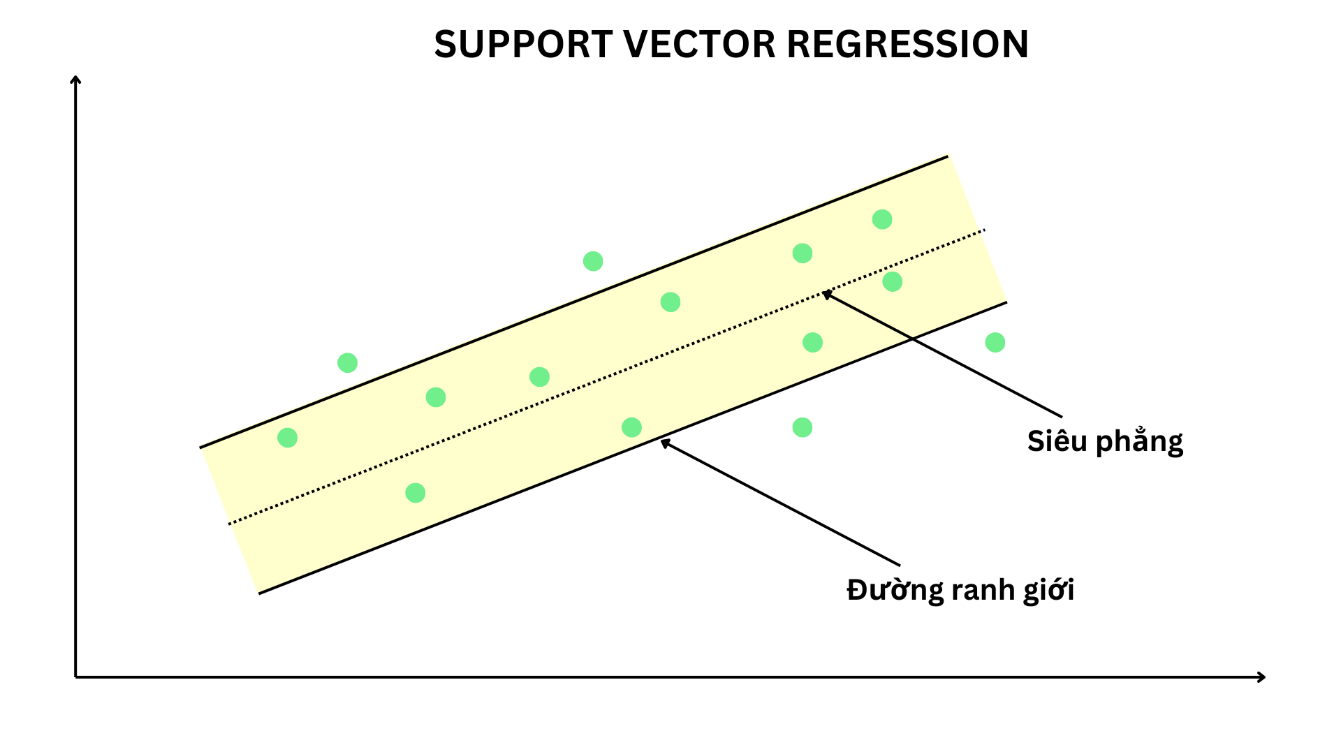 SUPPORT VECTOR REGRESSION
Siêu phẳng
Đường ranh giới